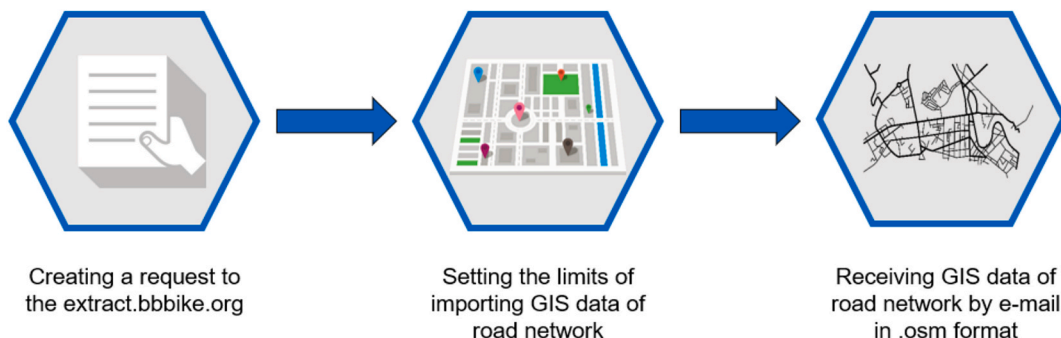 Creating a request to
the extract.bbbike.org
Setting the limits of
importing GIS data of
road network
Receiving GIS data of
road network by e-mail
in .osm format